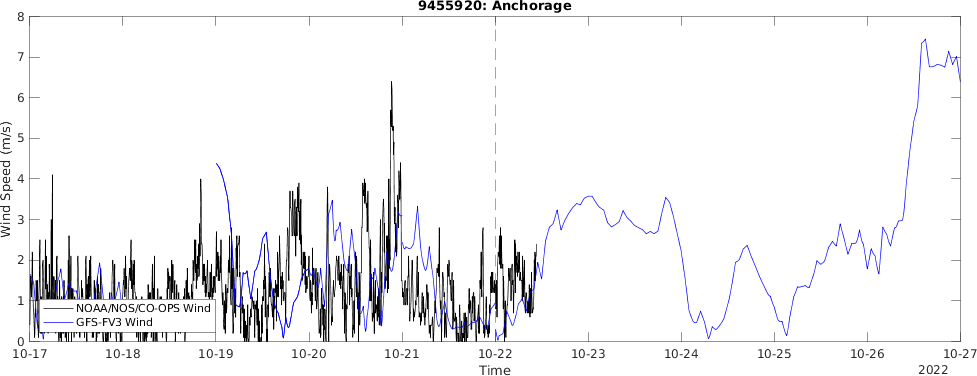 9455920: Anchorage
8
7
6
5
4
3
2
1
0
Wind Speed (m/s)
NOAA/NOS/CO-OPS Wind
GFS-FV3 Wind
10-17 10-18 10-19 10-20 10-21 10-22 10-23 10-24 10-25 10-26 10-27
Time
2022